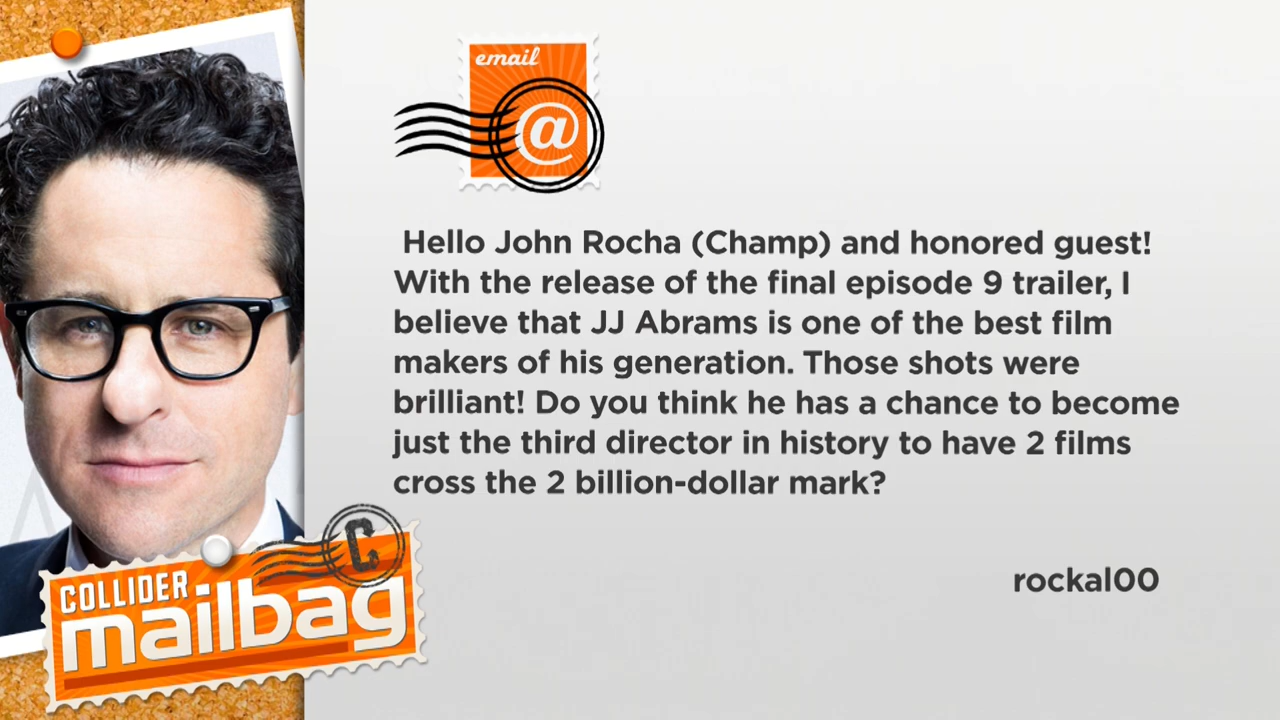 email
@
Hello John Rocha (Champ) and honored guest!
With the release of the final episode 9 trailer, I
believe that JJ Abrams is one of the best film
makers of his generation. Those shots were
brilliant! Do you think he has a chance to become
just the third director in history to have 2 films
cross the 2 billion-dollar mark?
rockal00
C
COLLIDER
mailbag